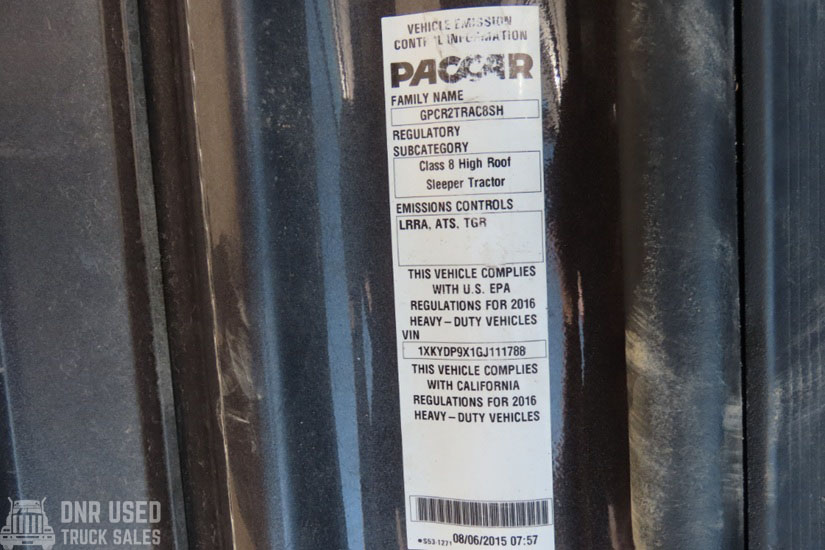 VEHICLE EMISSION
CONTROL INFORMATION
PACCAR
FAMILY NAME
GPCR2TRAC8SH
REGULATORY
SUBCATEGORY
Class 8 High Roof
Sleeper Tractor
EMISSIONS CONTROLS
LRRA, ATS, TGR
THIS VEHICLE COMPLIES
WITH U.S. EPA
REGULATIONS FOR 2016
HEAVY-DUTY VEHICLES
VIN
1XKYDP9X1GJ111788
THIS VEHICLE COMPLIES
WITH CALIFORNIA
REGULATIONS FOR 2016
HEAVY-DUTY VEHICLES
S53-1271 08/06/2015 07:57
DNR USED
TRUCK SALES